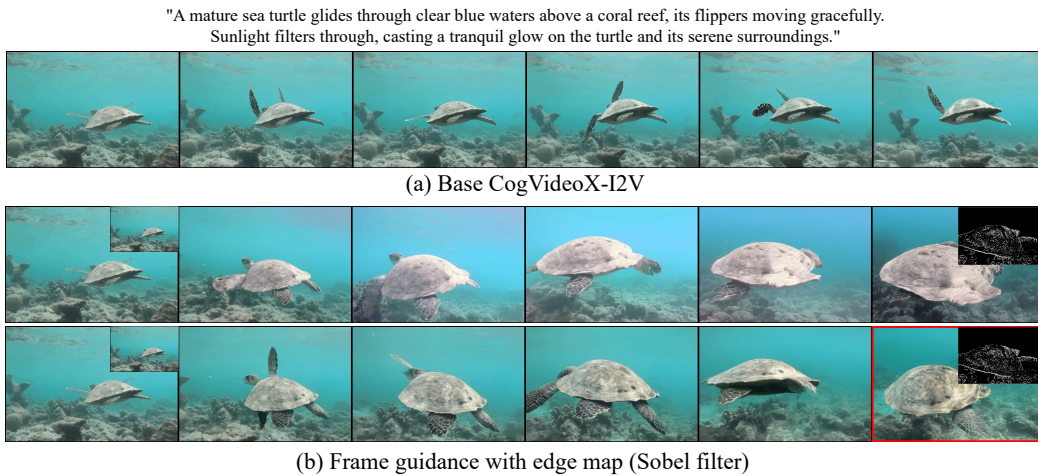 "A mature sea turtle glides through clear blue waters above a coral reef, its flippers moving gracefully.
Sunlight filters through, casting a tranquil glow on the turtle and its serene surroundings."
(a) Base CogVideoX-I2V
(b) Frame guidance with edge map (Sobel filter)